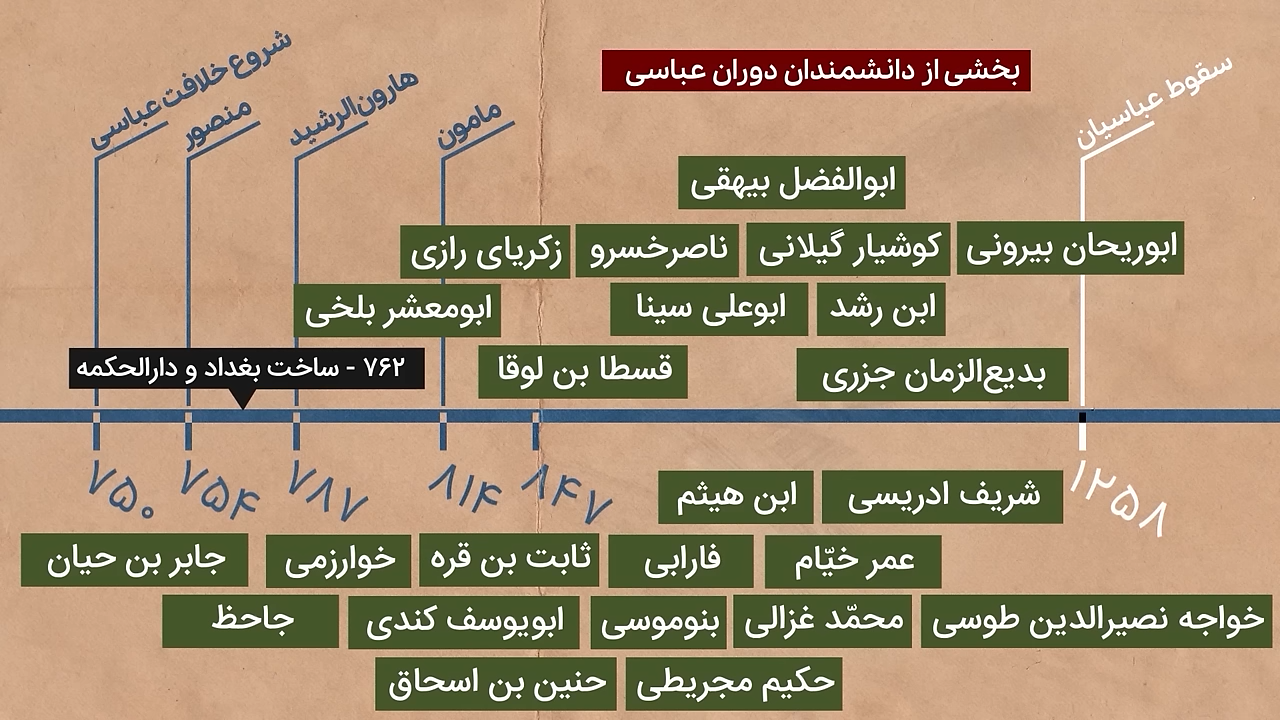 بخشی از دانشمندان دوران عباسی
شروع خلافت عباسی
منصور
هارون‌الرشید
مامون
سقوط عباسیان
ابوالفضل بیهقی
ابوریحان بیرونی
کوشیار گیلانی
ناصرخسرو
زکریای رازی
ابن رشد
ابوعلی سینا
ابومعشر بلخی
بدیع‌الزمان جزری
قسطا بن لوقا
۷۶۲ - ساخت بغداد و دارالحکمه
۷۵۰
۷۵۴
۷۸۷
۸۱۴
۸۴۷
۱۲۵۸
شریف ادریسی
ابن هیثم
عمر خیّام
فارابی
ثابت بن قره
خوارزمی
جابر بن حیان
خواجه نصیرالدین طوسی
محمّد غزالی
بنوموسی
ابویوسف کندی
جاحظ
حکیم مجریطی
حنین بن اسحاق